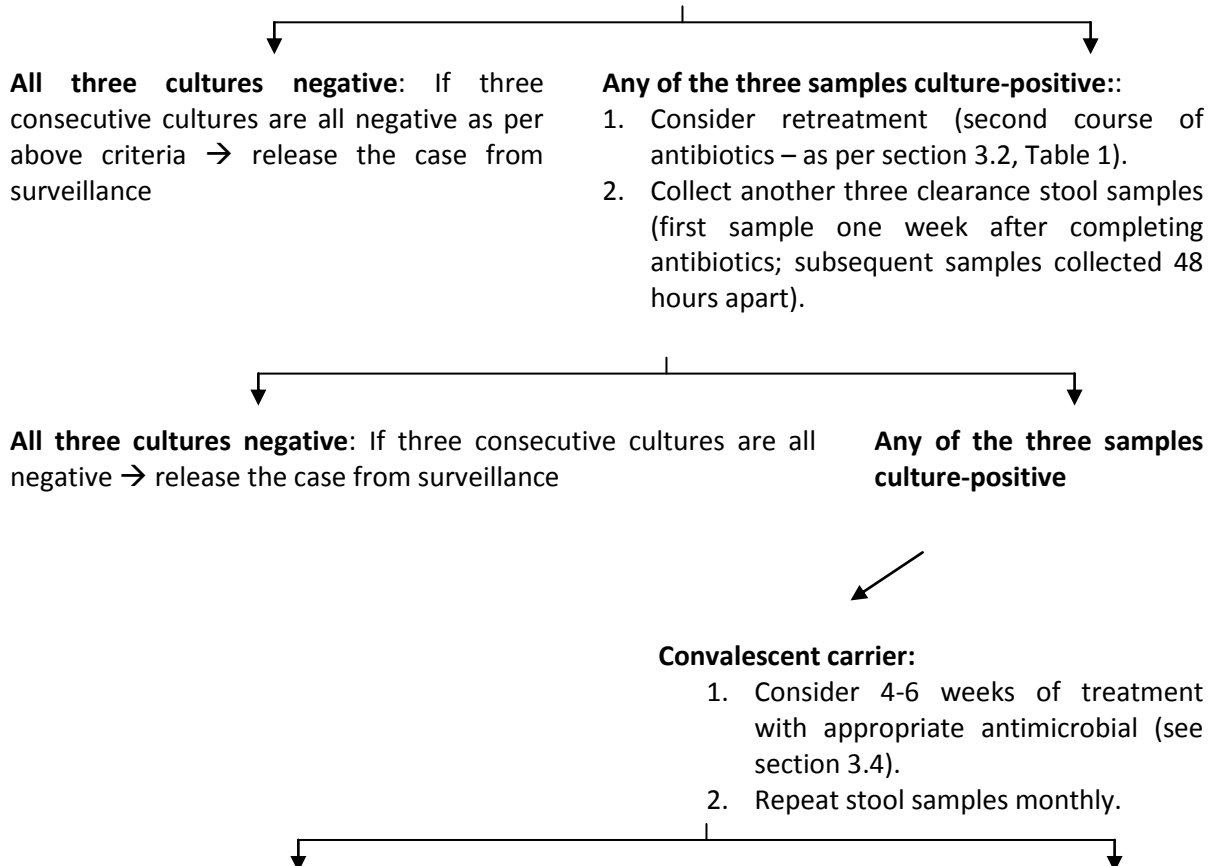 All three cultures negative: If three
consecutive cultures are all negative as per
above criteria → release the case from
surveillance
Any of the three samples culture-positive::
1. Consider retreatment (second course of
antibiotics – as per section 3.2, Table 1).
2. Collect another three clearance stool samples
(first sample one week after completing
antibiotics; subsequent samples collected 48
hours apart).
All three cultures negative: If three consecutive cultures are all
negative → release the case from surveillance
Any of the three samples
culture-positive
Convalescent carrier:
1. Consider 4-6 weeks of treatment
with appropriate antimicrobial (see
section 3.4).
2. Repeat stool samples monthly.